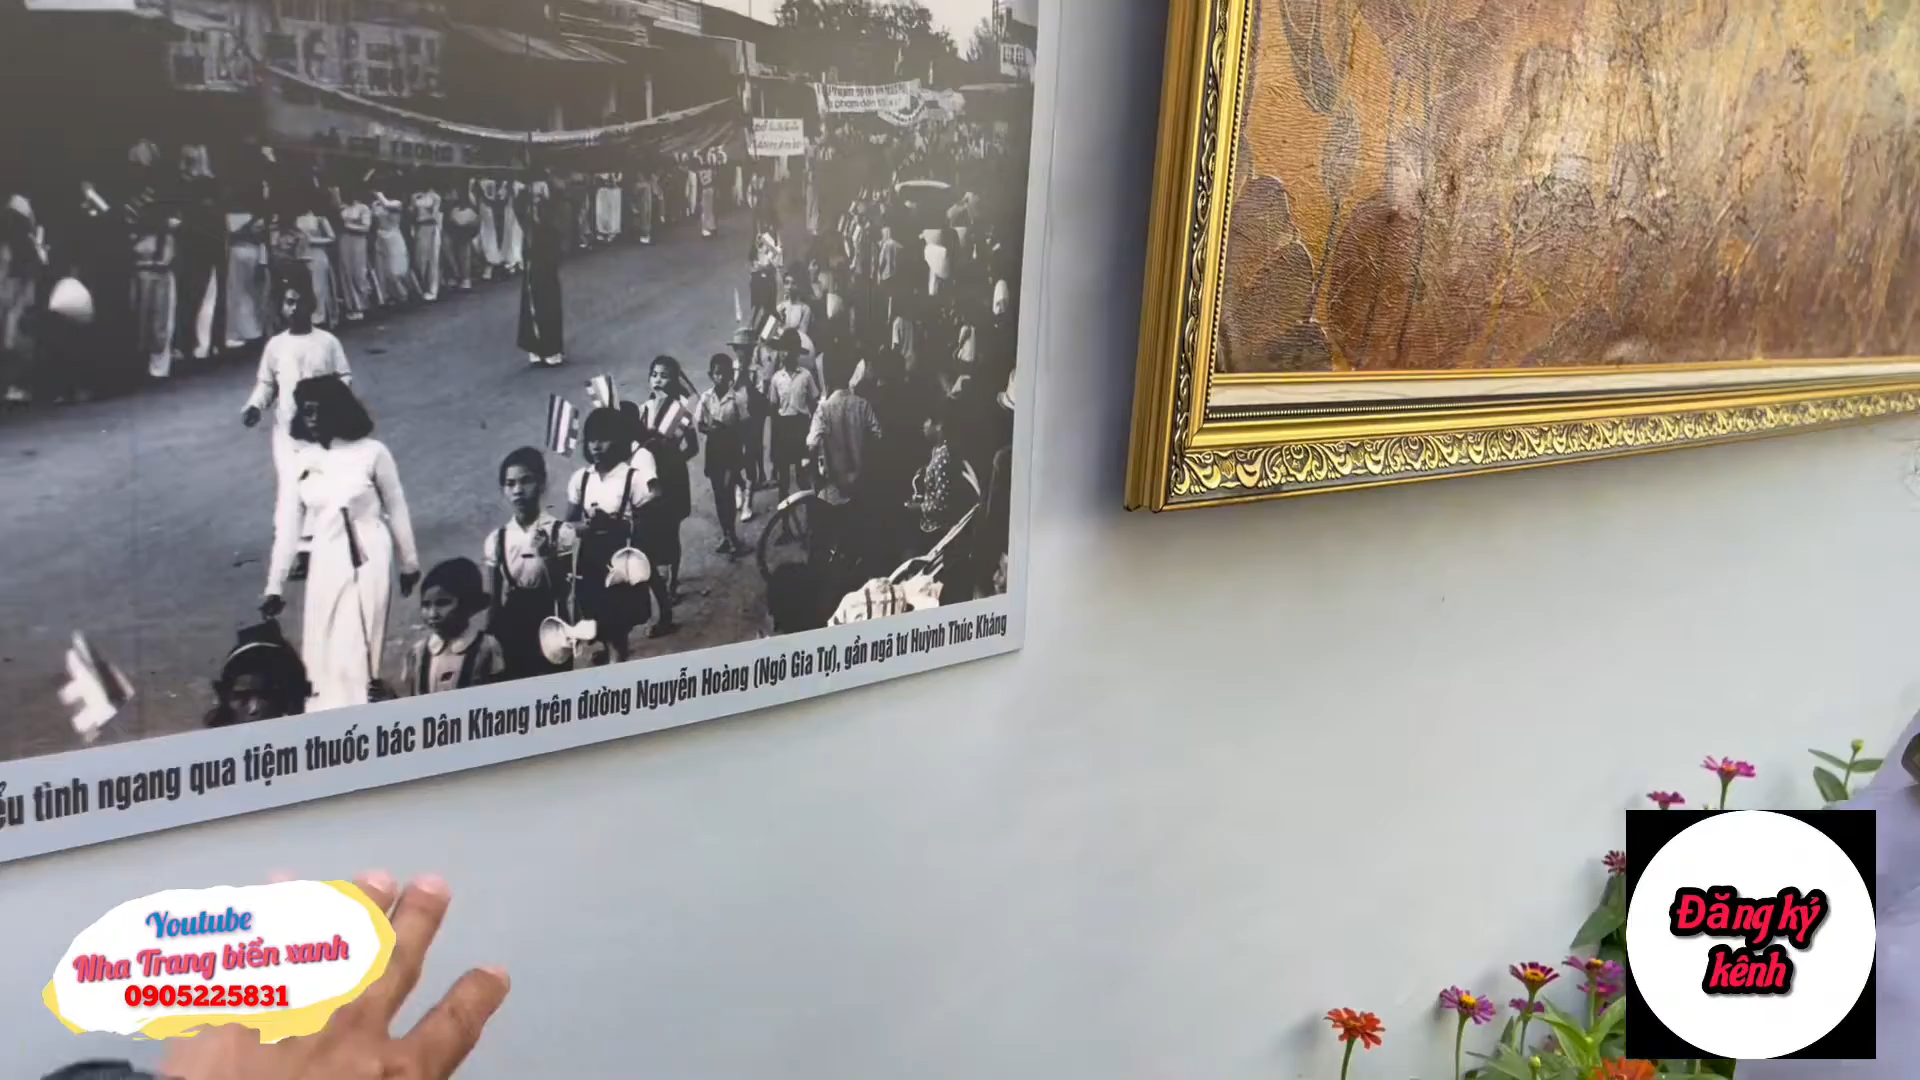 ểu tình ngang qua tiệm thuốc bác Dân Khang trên đường Nguyễn Hoàng (Ngô Gia Tự), gần ngã tư Huỳnh Thúc Kháng
Youtube
Nha Trang biển xanh
0905225831
Đăng ký
kênh